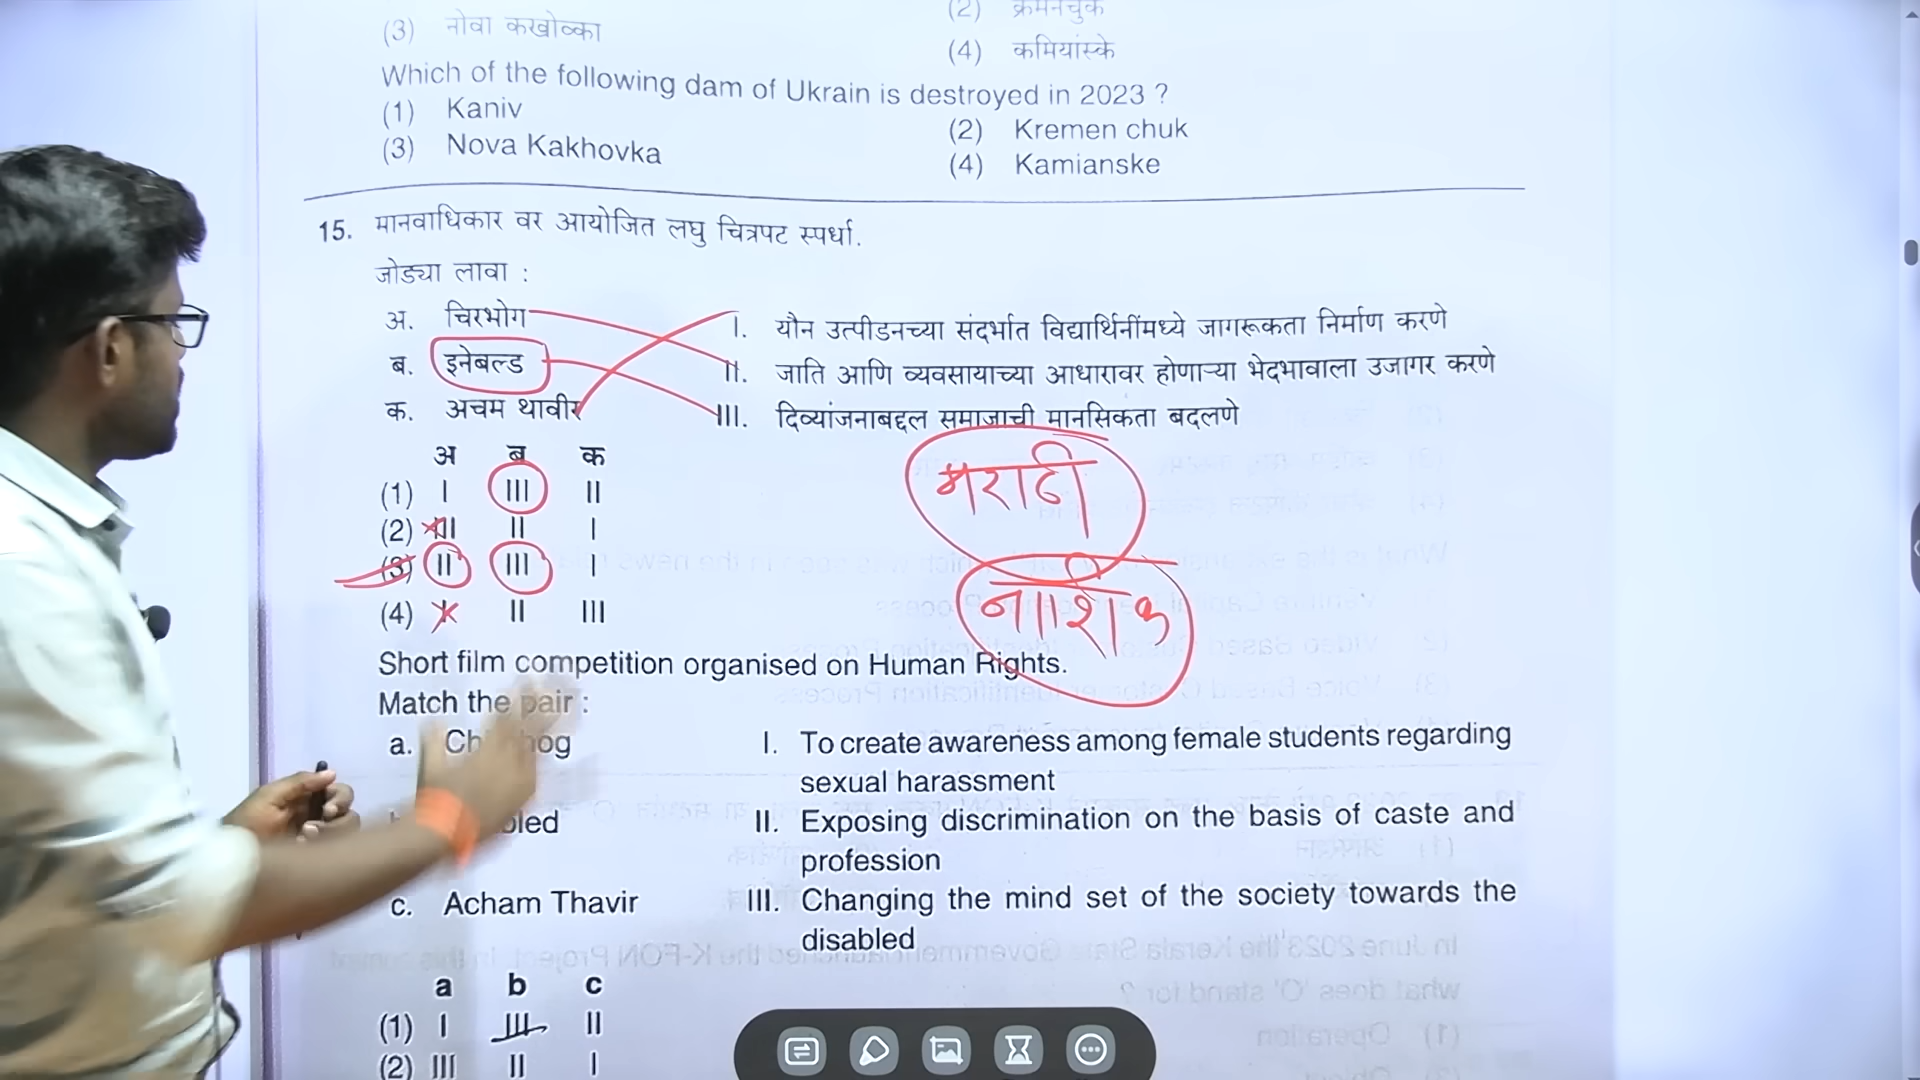 (3) नोवा कखोव्का
(2) क्रेमेनचुक
(4) कमियांस्के
Which of the following dam of Ukrain is destroyed in 2023 ?
(1) Kaniv
(2) Kremen chuk
(3) Nova Kakhovka
(4) Kamianske
15. मानवाधिकार वर आयोजित लघु चित्रपट स्पर्धा.
जोड्या लावा :
अ. चिरभोग I. यौन उत्पीडनच्या संदर्भात विद्यार्थिनींमध्ये जागरूकता निर्माण करणे
ब. इनेबल्ड II. जाति आणि व्यवसायाच्या आधारावर होणाऱ्या भेदभावाला उजागर करणे
क. अचम थावीर III. दिव्यांजनाबद्दल समाजाची मानसिकता बदलणे
अ ब क
(1) I III II
(2) III II I
(3) II III I
(4) I II III
मराठी
नाशिक
Short film competition organised on Human Rights.
Match the pair :
a. I. To create awareness among female students regarding
sexual harassment
II. Exposing discrimination on the basis of caste and
profession
c. Acham Thavir III. Changing the mind set of the society towards the
disabled
a b c
(1) I III II
(2) III II I